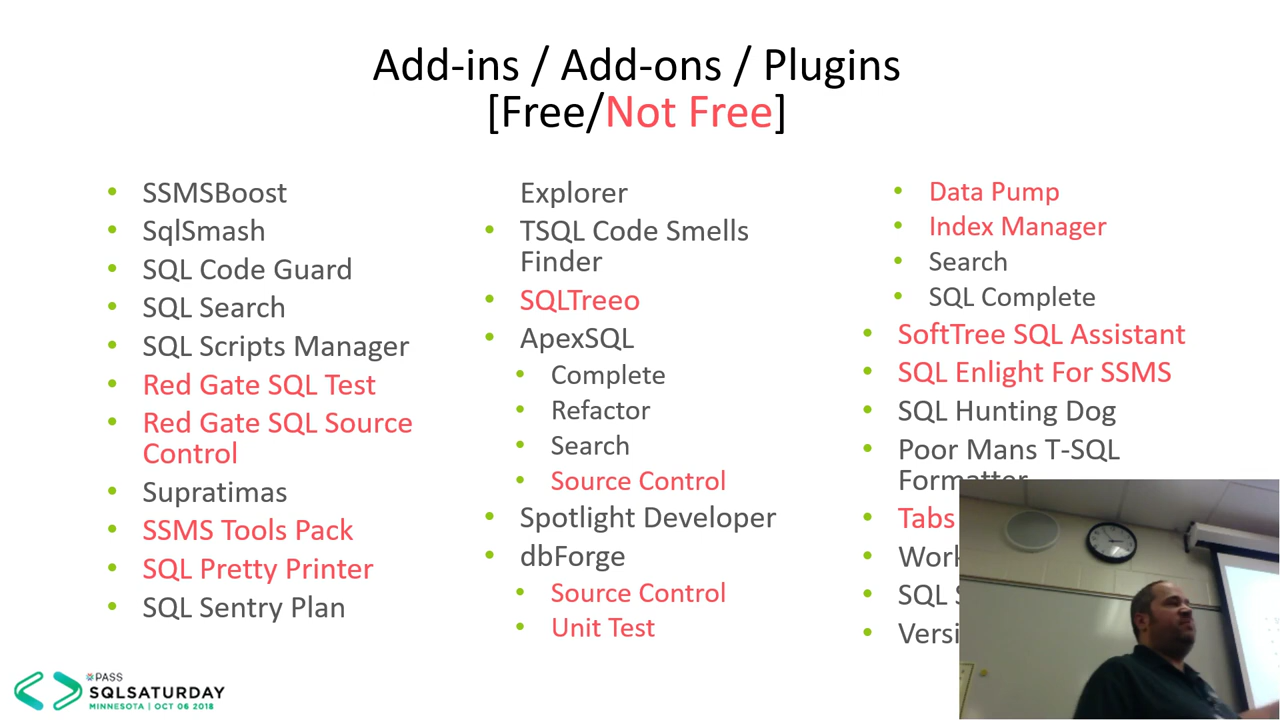 Add-ins / Add-ons / Plugins
[Free/Not Free]
• SSMSBoost
• SqlSmash
• SQL Code Guard
• SQL Search
• SQL Scripts Manager
• Red Gate SQL Test
• Red Gate SQL Source
Control
• Supratimas
• SSMS Tools Pack
• SQL Pretty Printer
• SQL Sentry Plan
Explorer
• TSQL Code Smells
Finder
• SQLTreeo
• ApexSQL
• Complete
• Refactor
• Search
• Source Control
• Spotlight Developer
• dbForge
• Source Control
• Unit Test
• Data Pump
• Index Manager
• Search
• SQL Complete
• SoftTree SQL Assistant
• SQL Enlight For SSMS
• SQL Hunting Dog
• Poor Mans T-SQL
Formatter
• Tabs
• Work
• SQL
• Versi
PASS
SQLSATURDAY
MINNESOTA | OCT 06 2018